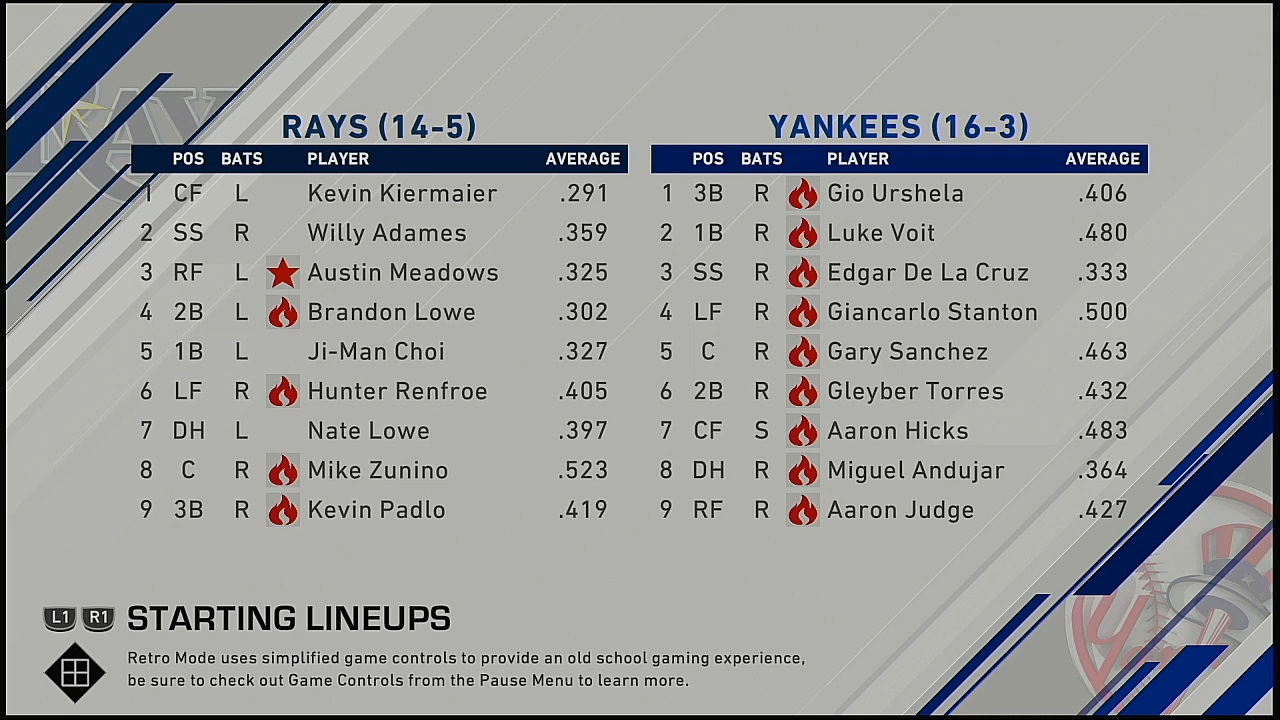 RAYS (14-5)
POS BATS PLAYER AVERAGE
1 CF L Kevin Kiermaier .291
2 SS R Willy Adames .359
3 RF L Austin Meadows .325
4 2B L Brandon Lowe .302
5 1B L Ji-Man Choi .327
6 LF R Hunter Renfroe .405
7 DH L Nate Lowe .397
8 C R Mike Zunino .523
9 3B R Kevin Padlo .419
YANKEES (16-3)
POS BATS PLAYER AVERAGE
1 3B R Gio Urshela .406
2 1B R Luke Voit .480
3 SS R Edgar De La Cruz .333
4 LF R Giancarlo Stanton .500
5 C R Gary Sanchez .463
6 2B R Gleyber Torres .432
7 CF S Aaron Hicks .483
8 DH R Miguel Andujar .364
9 RF R Aaron Judge .427
L1 R1 STARTING LINEUPS
Retro Mode uses simplified game controls to provide an old school gaming experience,
be sure to check out Game Controls from the Pause Menu to learn more.